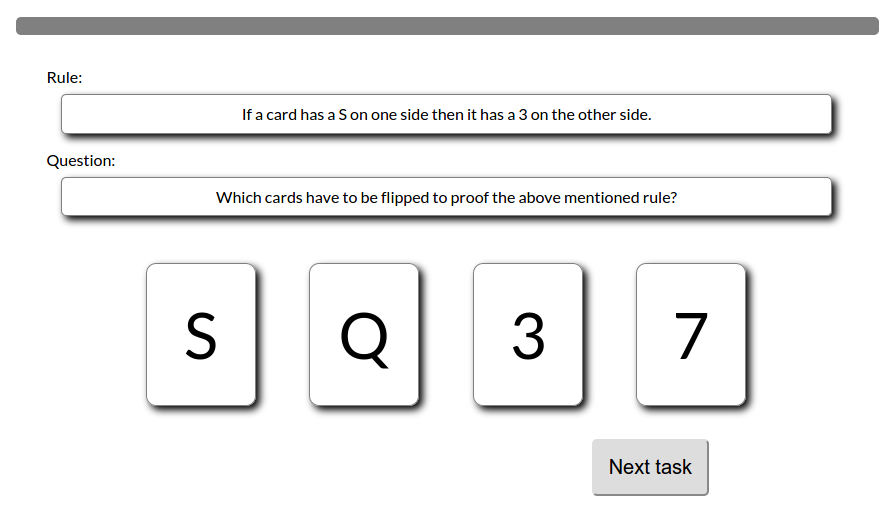 Rule:
If a card has a S on one side then it has a 3 on the other side.
Question:
Which cards have to be flipped to proof the above mentioned rule?
S Q 3 7
Next task